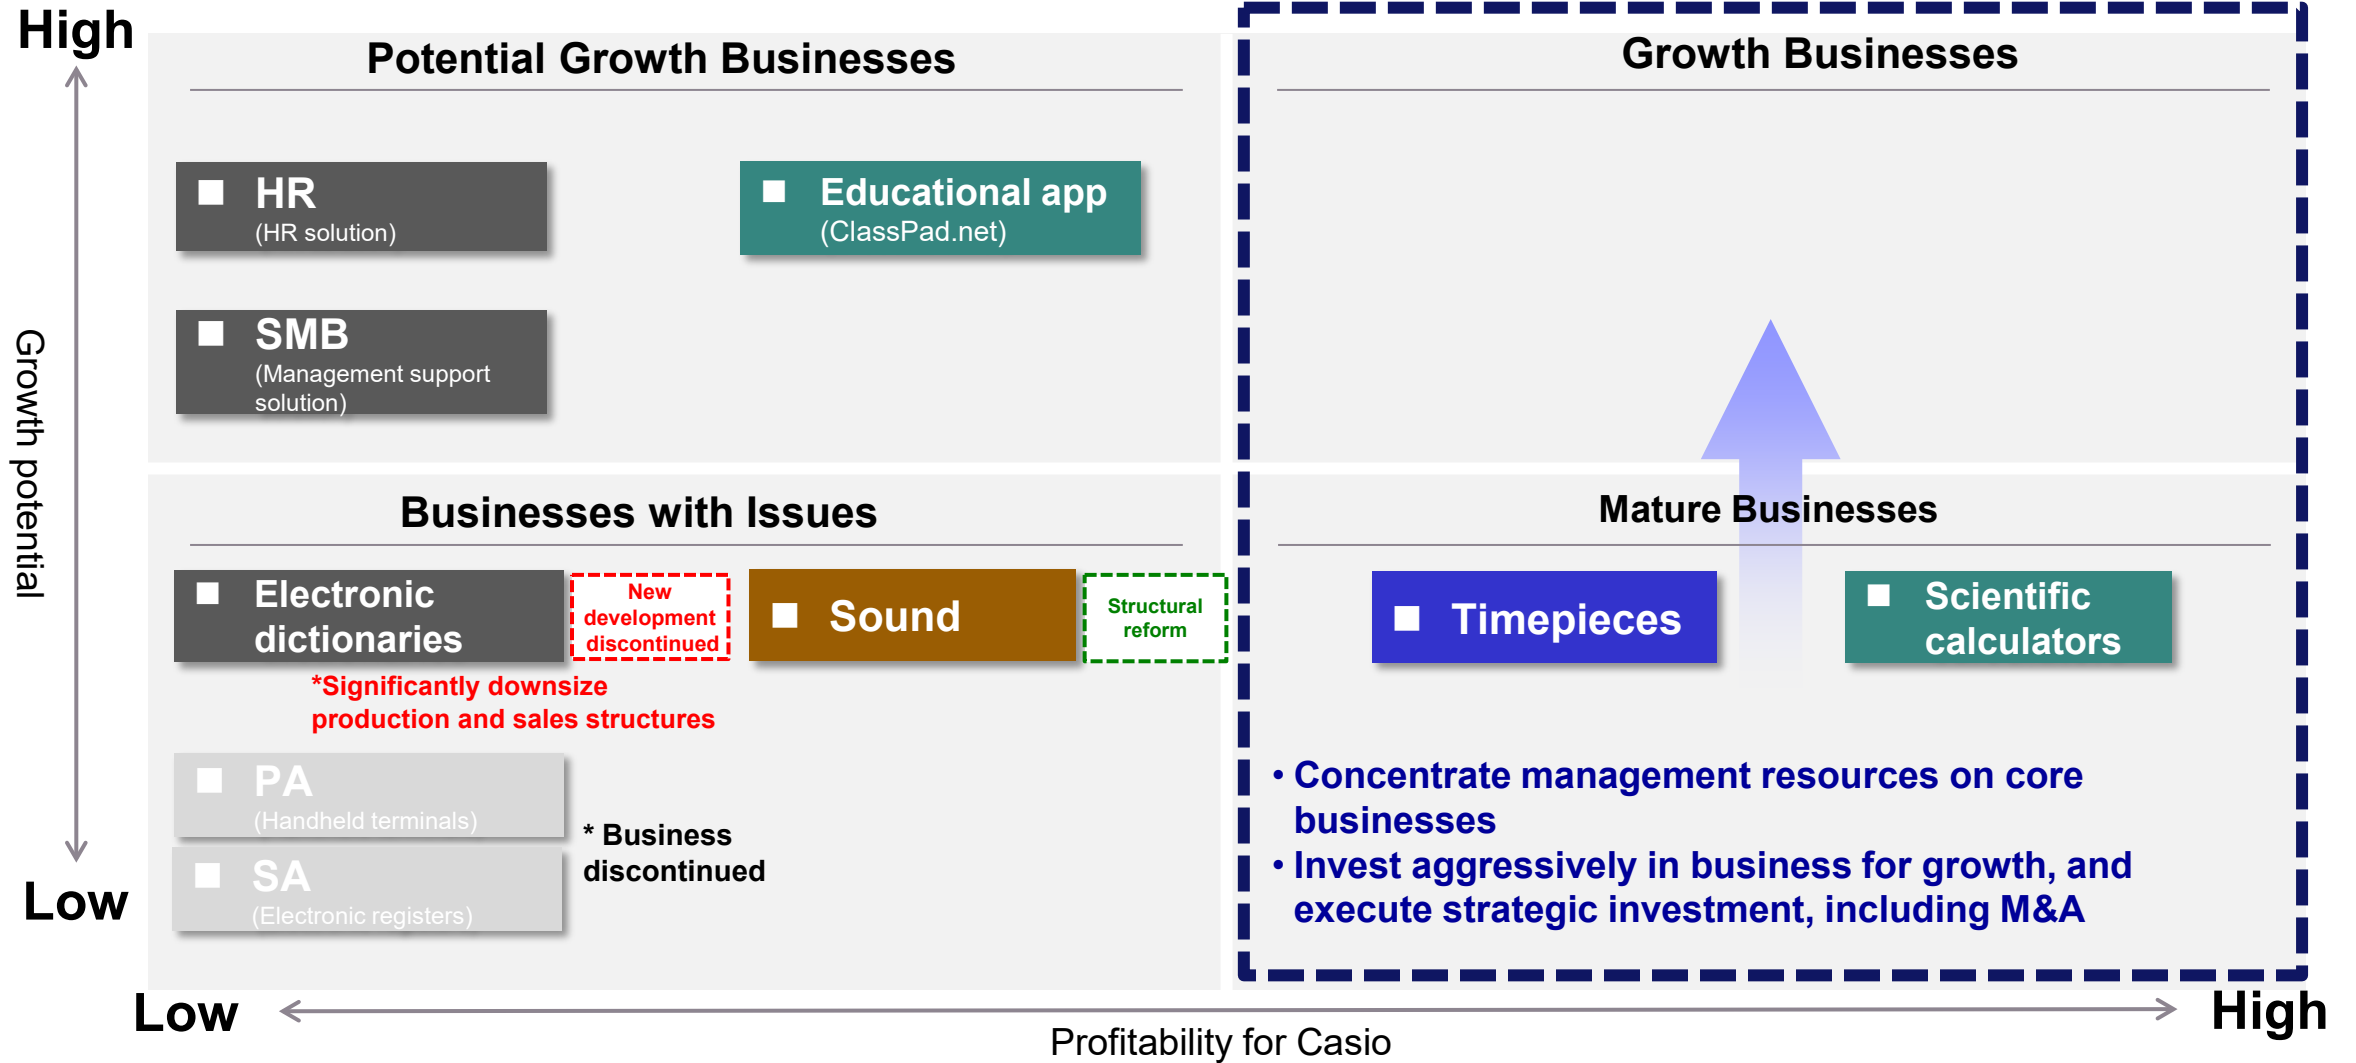 High
Growth potential
Low
Potential Growth Businesses
HR
(HR solution)
Educational app
(ClassPad.net)
SMB
(Management support
solution)
Growth Businesses
Businesses with Issues
Electronic
dictionaries
New
development
discontinued
*Significantly downsize
production and sales structures
Sound
Structural
reform
PA
(Handheld terminals)
SA
(Electronic registers)
* Business
discontinued
Mature Businesses
Timepieces
Scientific
calculators
• Concentrate management resources on core
businesses
• Invest aggressively in business for growth, and
execute strategic investment, including M&A
Low
Profitability for Casio
High